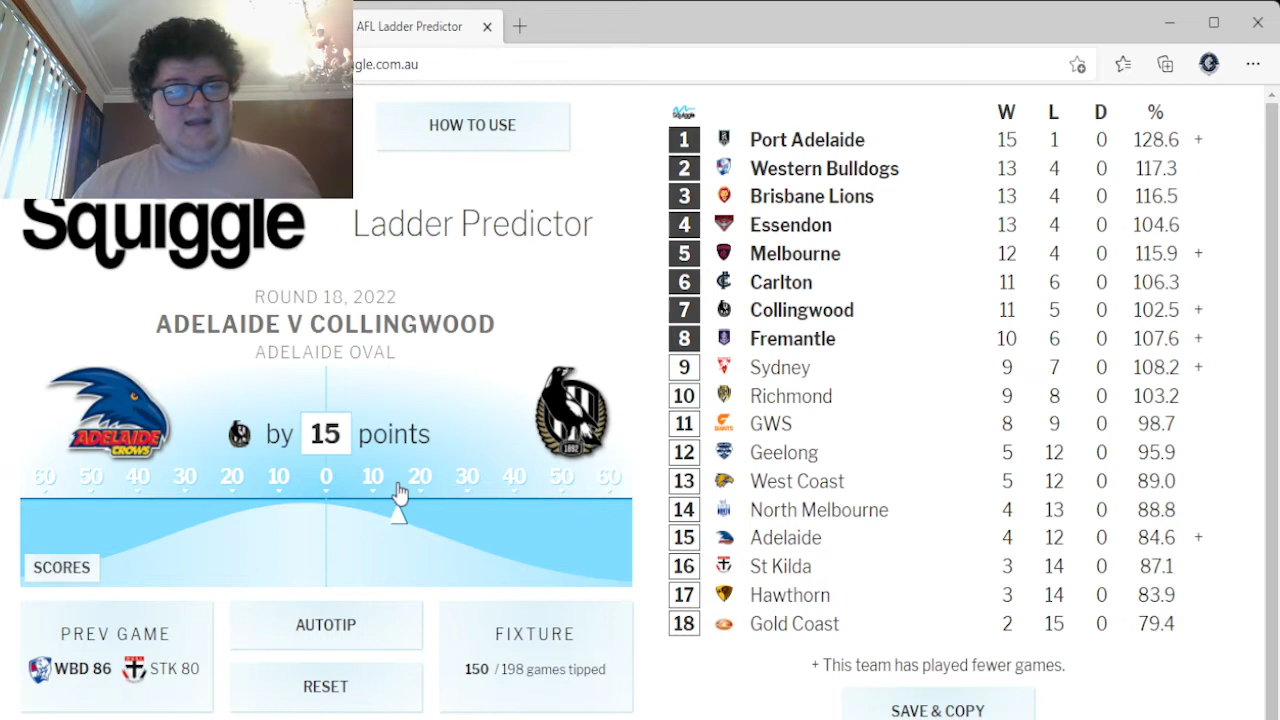 AFL Ladder Predictor
ggle.com.au
HOW TO USE
Squiggle Ladder Predictor
ROUND 18, 2022
ADELAIDE V COLLINGWOOD
ADELAIDE OVAL
ADELAIDE
CROWS
1892
by 15 points
60 50 40 30 20 10 0 10 20 30 40 50 60
SCORES
PREV GAME
WBD 86 STK 80
AUTOTIP
RESET
FIXTURE
150 / 198 games tipped
Squiggle W L D %
1 Port Adelaide 15 1 0 128.6 +
2 Western Bulldogs 13 4 0 117.3
3 Brisbane Lions 13 4 0 116.5
4 Essendon 13 4 0 104.6
5 Melbourne 12 4 0 115.9 +
6 Carlton 11 6 0 106.3
7 Collingwood 11 5 0 102.5 +
8 Fremantle 10 6 0 107.6 +
9 Sydney 9 7 0 108.2 +
10 Richmond 9 8 0 103.2
11 GWS 8 9 0 98.7
12 Geelong 5 12 0 95.9
13 West Coast 5 12 0 89.0
14 North Melbourne 4 13 0 88.8
15 Adelaide 4 12 0 84.6 +
16 St Kilda 3 14 0 87.1
17 Hawthorn 3 14 0 83.9
18 Gold Coast 2 15 0 79.4
+ This team has played fewer games.
SAVE & COPY